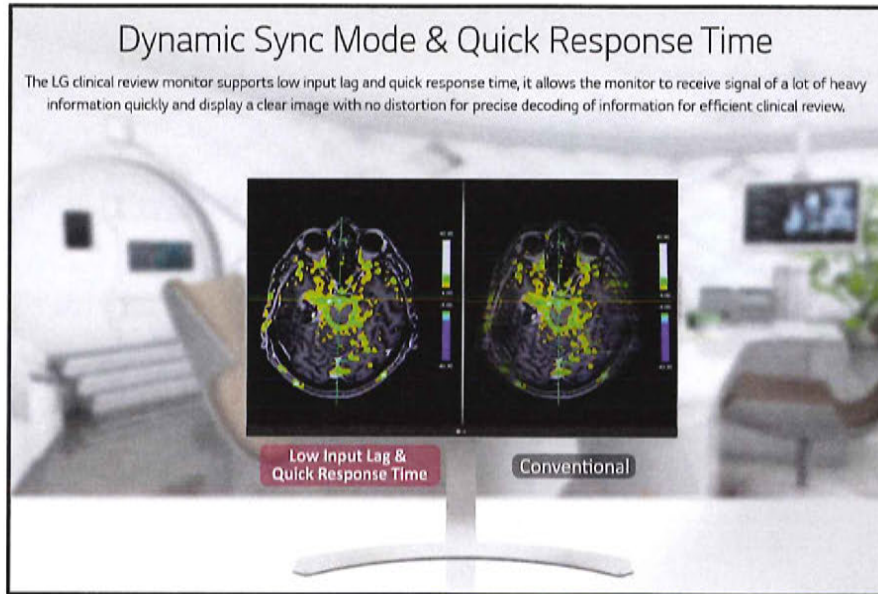 Dynamic Sync Mode & Quick Response Time
The LG clinical review monitor supports low input lag and quick response time, it allows the monitor to receive signal of a lot of heavy
information quickly and display a clear image with no distortion for precise decoding of information for efficient clinical review.
Low Input Lag &
Quick Response Time
Conventional